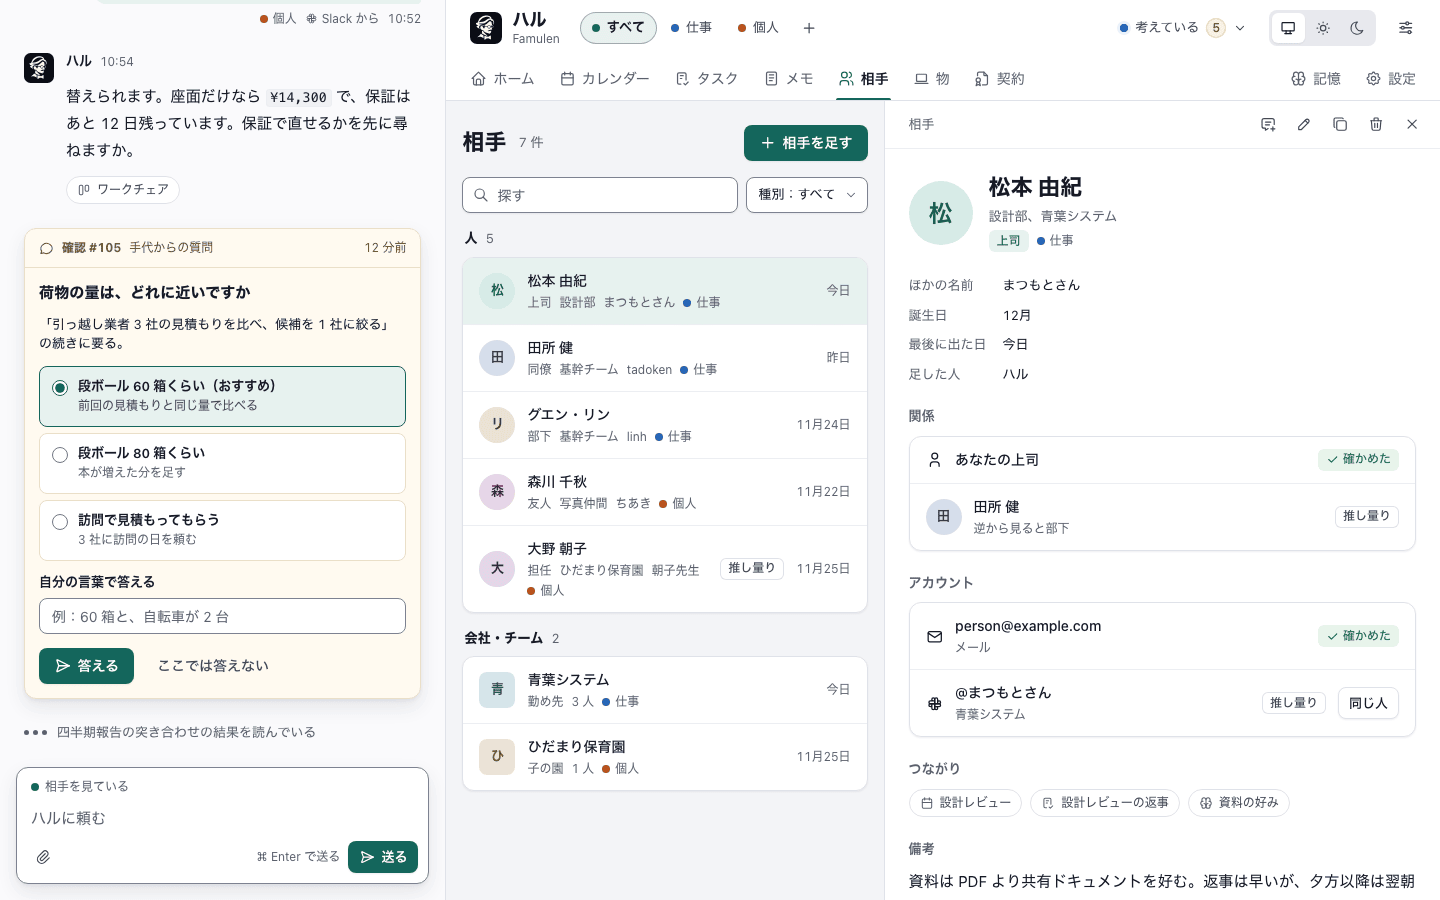 個人 Slack から 10:52
ハル 10:54
替えられます。座面だけなら ¥14,300 で、保証は
あと 12 日残っています。保証で直せるかを先に尋
ねますか。
ワークチェア
確認 #105 手代からの質問 12 分前
荷物の量は、どれに近いですか
「引っ越し業者 3 社の見積もりを比べ、候補を 1 社に絞る」
の続きに要る。
段ボール 60 箱くらい（おすすめ）
前回の見積もりと同じ量で比べる
段ボール 80 箱くらい
本が増えた分を足す
訪問で見積もってもらう
3 社に訪問の日を頼む
自分の言葉で答える
例：60 箱と、自転車が 2 台
答える ここでは答えない
四半期報告の突き合わせの結果を読んでいる
相手を見ている
ハルに頼む
⌘ Enter で送る 送る
ハル
Famulen
すべて 仕事 個人
考えている 5
ホーム カレンダー タスク メモ 相手 物 契約 記憶 設定
相手 7 件
相手を足す
探す
種別：すべて
人 5
松 松本 由紀
上司 設計部 まつもとさん 仕事
今日
田 田所 健
同僚 基幹チーム tadoken 仕事
昨日
リ グエン・リン
部下 基幹チーム linh 仕事
11月24日
森 森川 千秋
友人 写真仲間 ちあき 個人
11月22日
大 大野 朝子
担任 ひだまり保育園 朝子先生
個人
推し量り 11月25日
会社・チーム 2
青 青葉システム
勤め先 3 人 仕事
今日
ひ ひだまり保育園
子の園 1 人 個人
11月25日
相手
松 松本 由紀
設計部、青葉システム
上司 仕事
ほかの名前 まつもとさん
誕生日 12月
最後に出た日 今日
足した人 ハル
関係
あなたの上司 確かめた
田 田所 健
逆から見ると部下
推し量り
アカウント
person@example.com
メール
確かめた
@まつもとさん
青葉システム
推し量り 同じ人
つながり
設計レビュー 設計レビューの返事 資料の好み
備考
資料は PDF より共有ドキュメントを好む。返事は早いが、夕方以降は翌朝